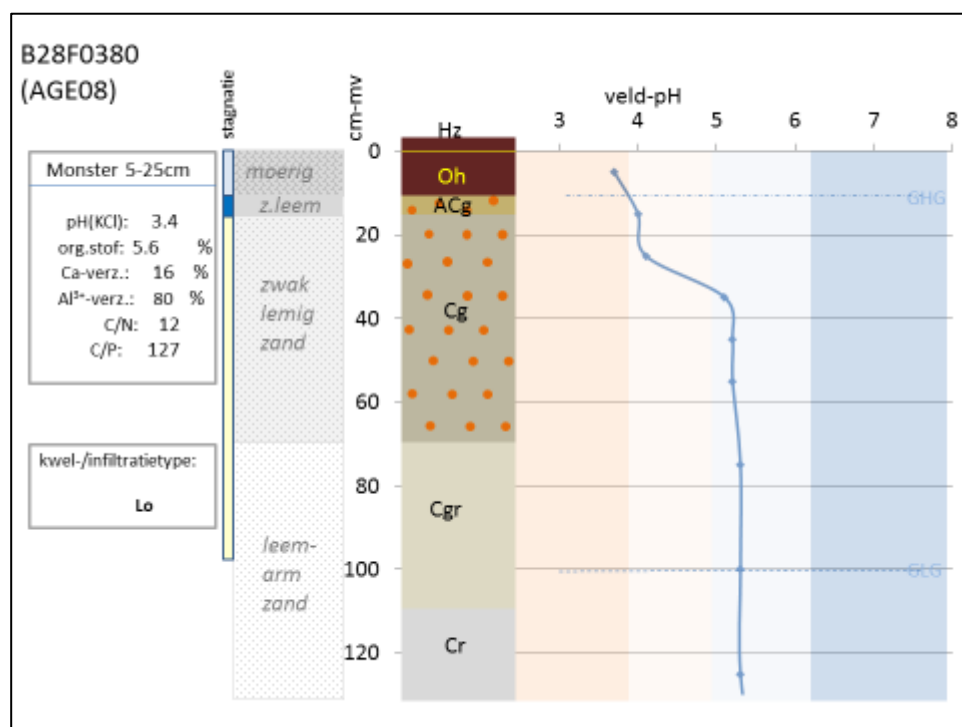 B28F0380
(AGE08)
stagnatie
cm-mv
Hz
veld-pH
3 4 5 6 7 8
Monster 5-25cm
pH(KCl): 3.4
org.stof: 5.6 %
Ca-verz.: 16 %
Al³⁺-verz.: 80 %
C/N: 12
C/P: 127
kwel-/infiltratietype:
Lo
moerig
z.leem
zwak
lemig
zand
leem-
arm
zand
0
20
40
60
80
100
120
Oh
ACg
Cg
Cgr
Cr
GHG
GLG